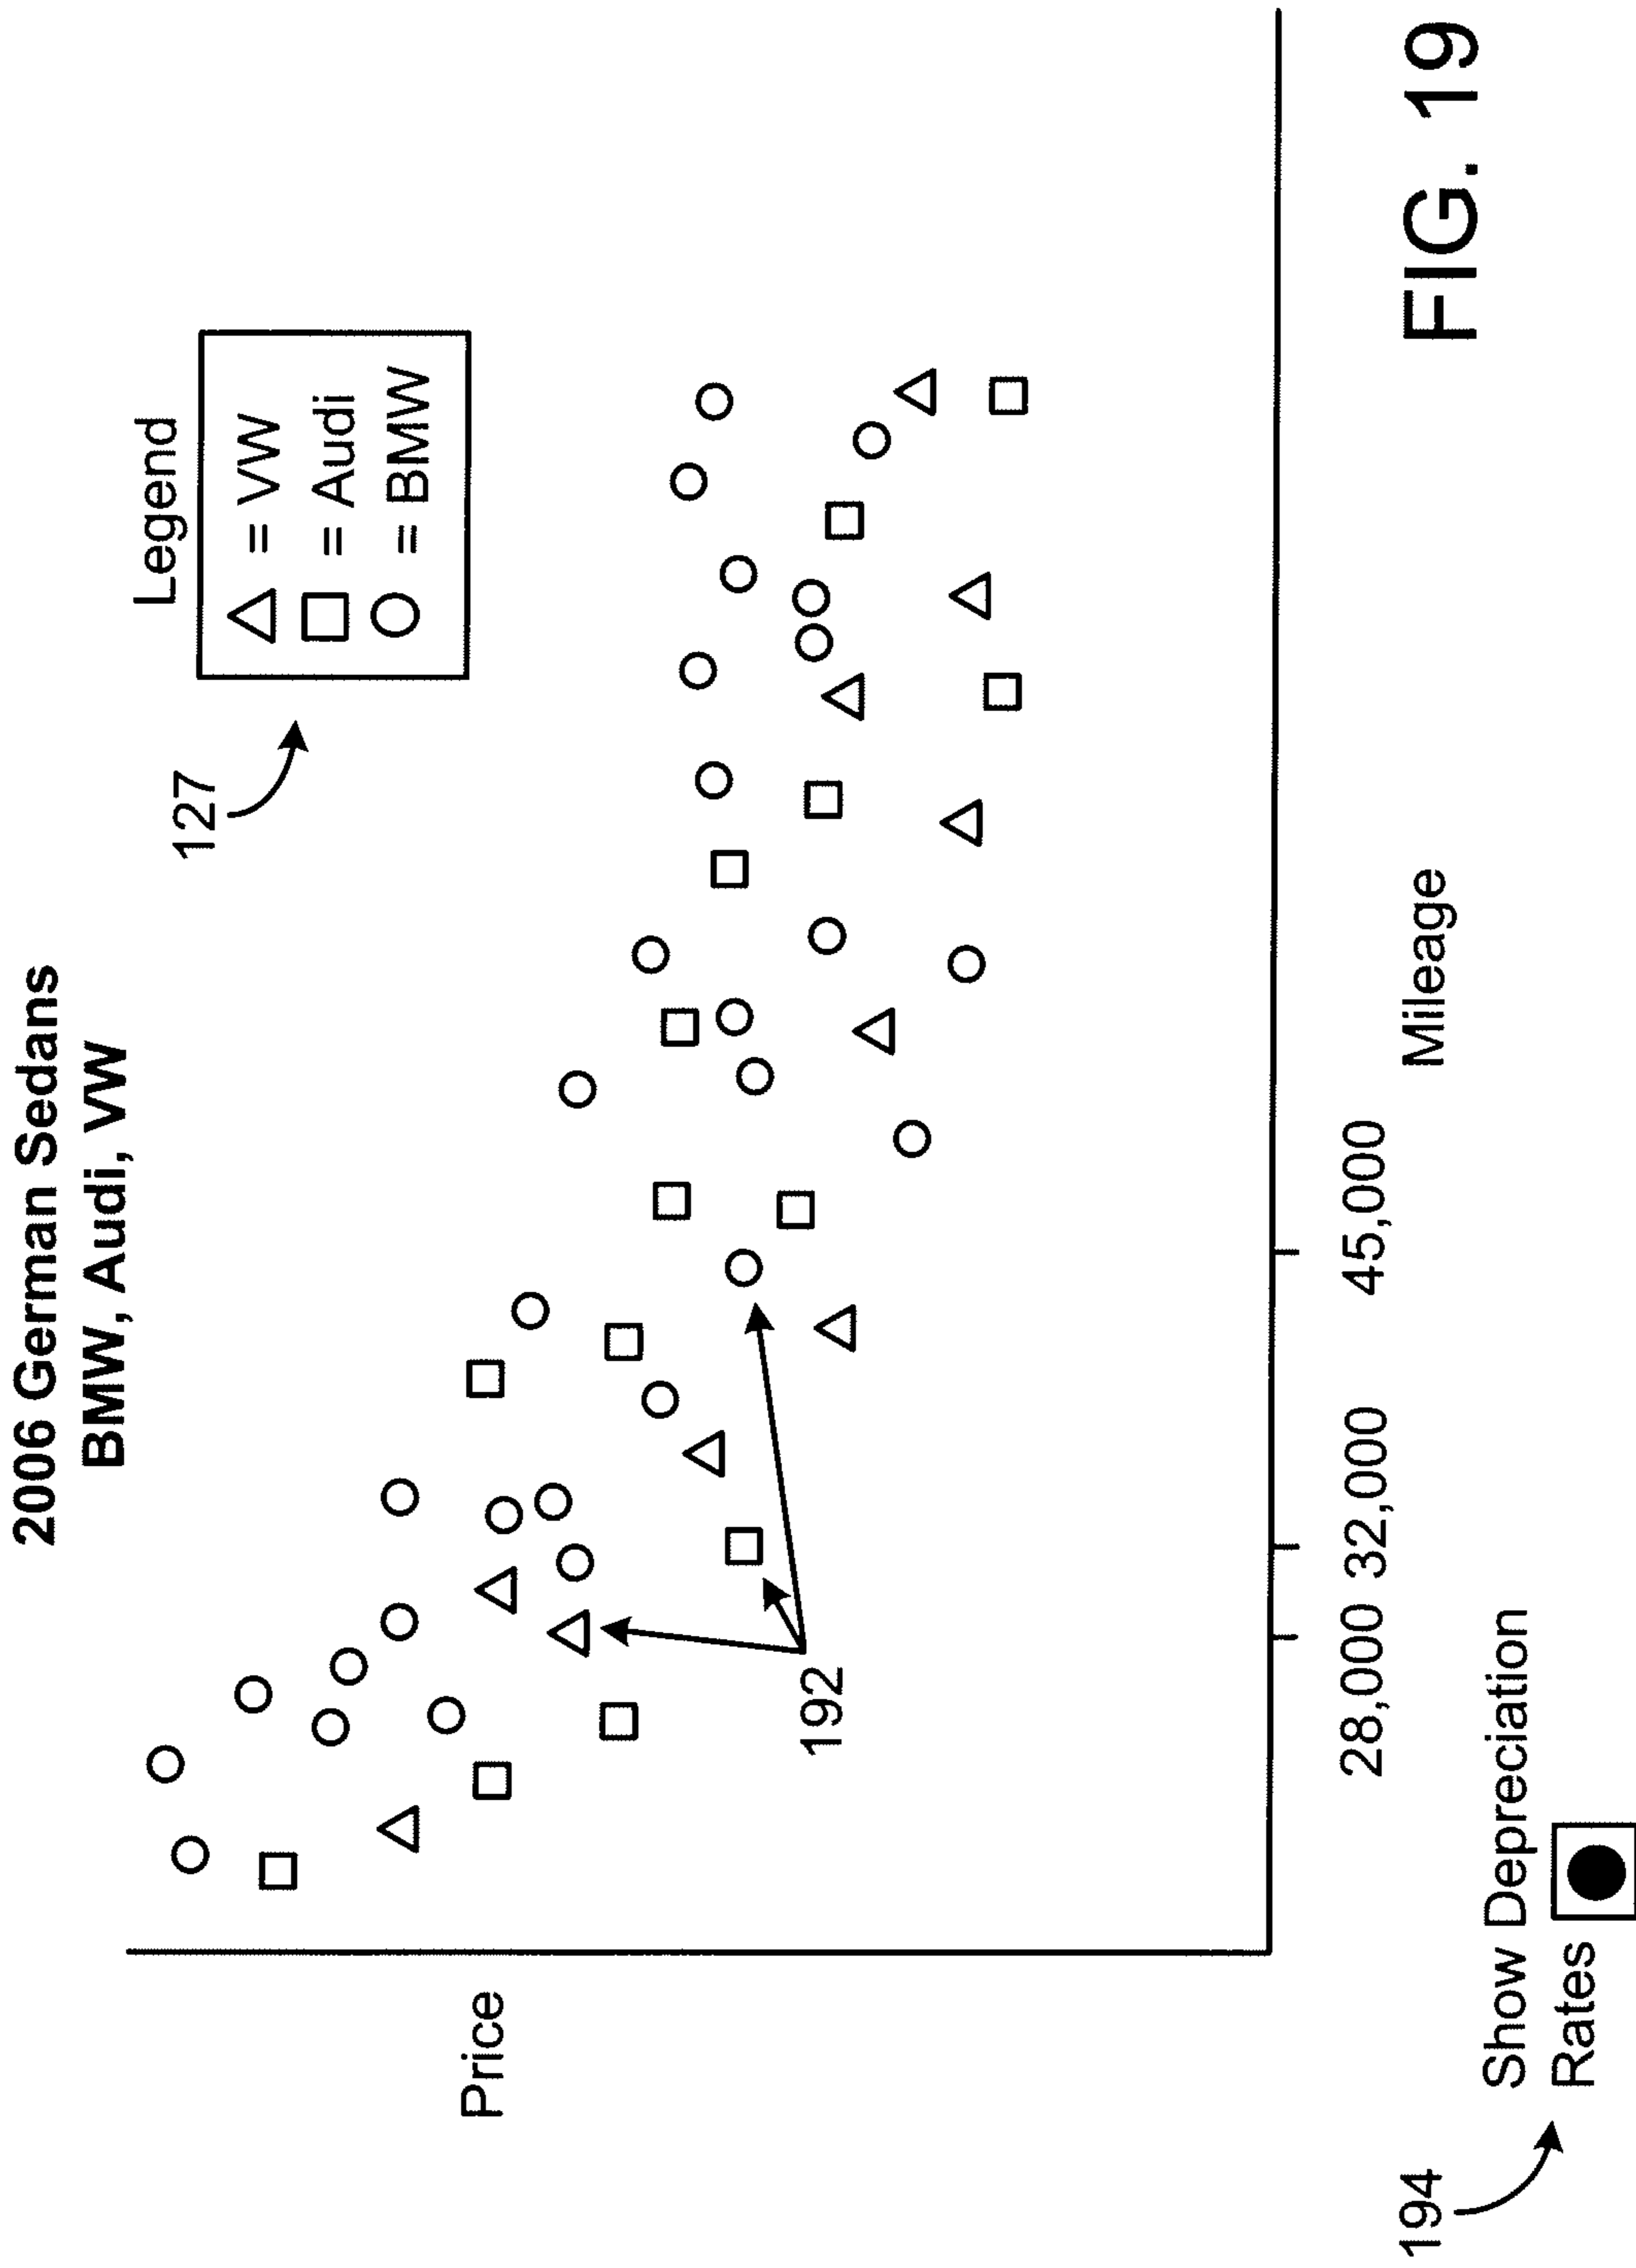 2006 German Sedans
BMW, Audi, VW
Legend
= VW
= Audi
= BMW
127
Price
192
28,000 32,000 45,000
Mileage
194
Show Depreciation
Rates
FIG. 19